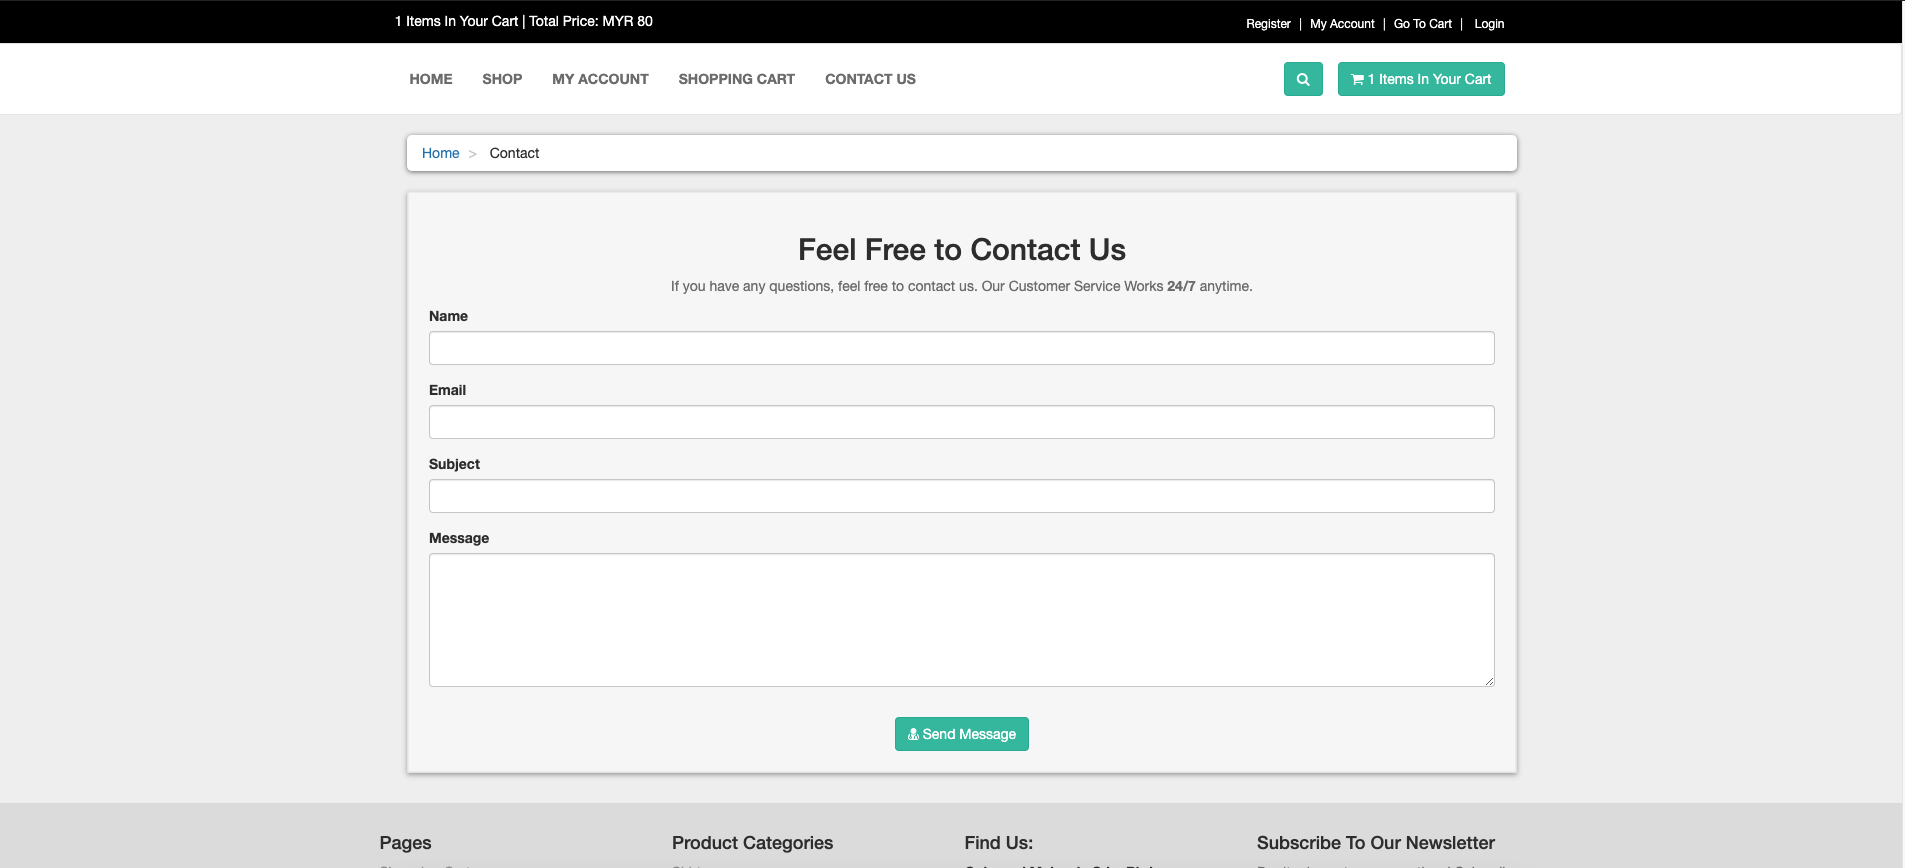 1 Items In Your Cart | Total Price: MYR 80
Register | My Account | Go To Cart | Login
HOME SHOP MY ACCOUNT SHOPPING CART CONTACT US
1 Items In Your Cart
Home > Contact
Feel Free to Contact Us
If you have any questions, feel free to contact us. Our Customer Service Works 24/7 anytime.
Name
Email
Subject
Message
Send Message
Pages Product Categories Find Us: Subscribe To Our Newsletter